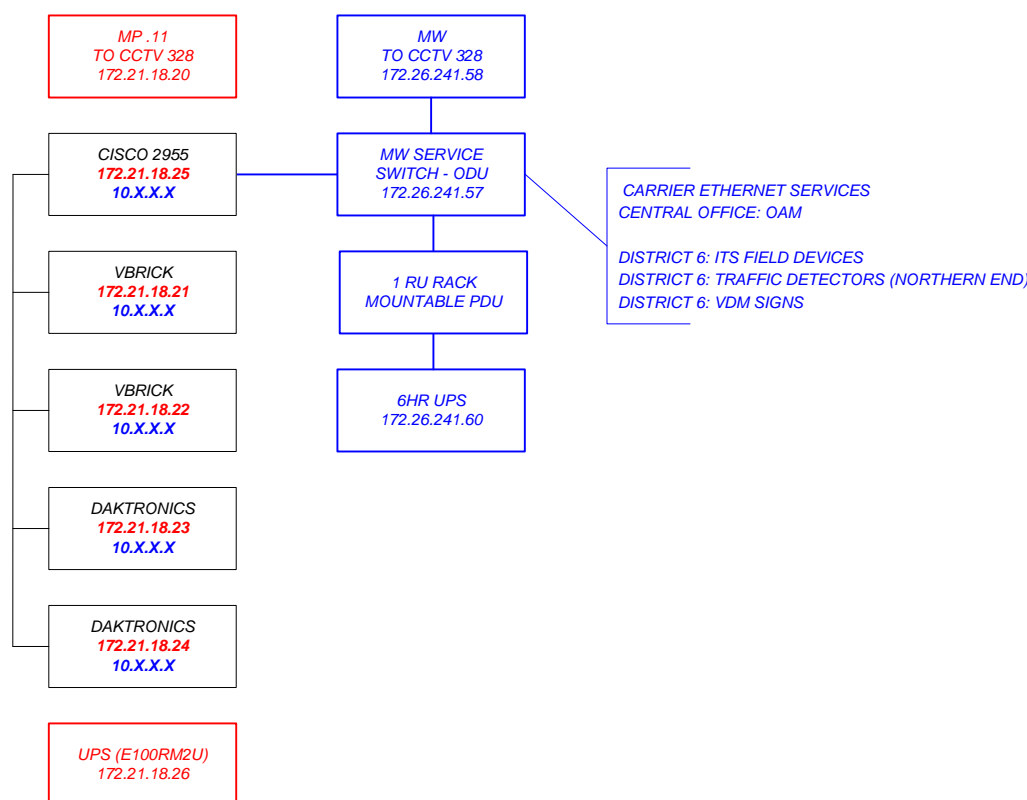 MP .11
TO CCTV 328
172.21.18.20
MW
TO CCTV 328
172.26.241.58
CISCO 2955
172.21.18.25
10.X.X.X
MW SERVICE
SWITCH - ODU
172.26.241.57
CARRIER ETHERNET SERVICES
CENTRAL OFFICE: OAM
DISTRICT 6: ITS FIELD DEVICES
DISTRICT 6: TRAFFIC DETECTORS (NORTHERN END)
DISTRICT 6: VDM SIGNS
VBRICK
172.21.18.21
10.X.X.X
1 RU RACK
MOUNTABLE PDU
VBRICK
172.21.18.22
10.X.X.X
6HR UPS
172.26.241.60
DAKTRONICS
172.21.18.23
10.X.X.X
DAKTRONICS
172.21.18.24
10.X.X.X
UPS (E100RM2U)
172.21.18.26